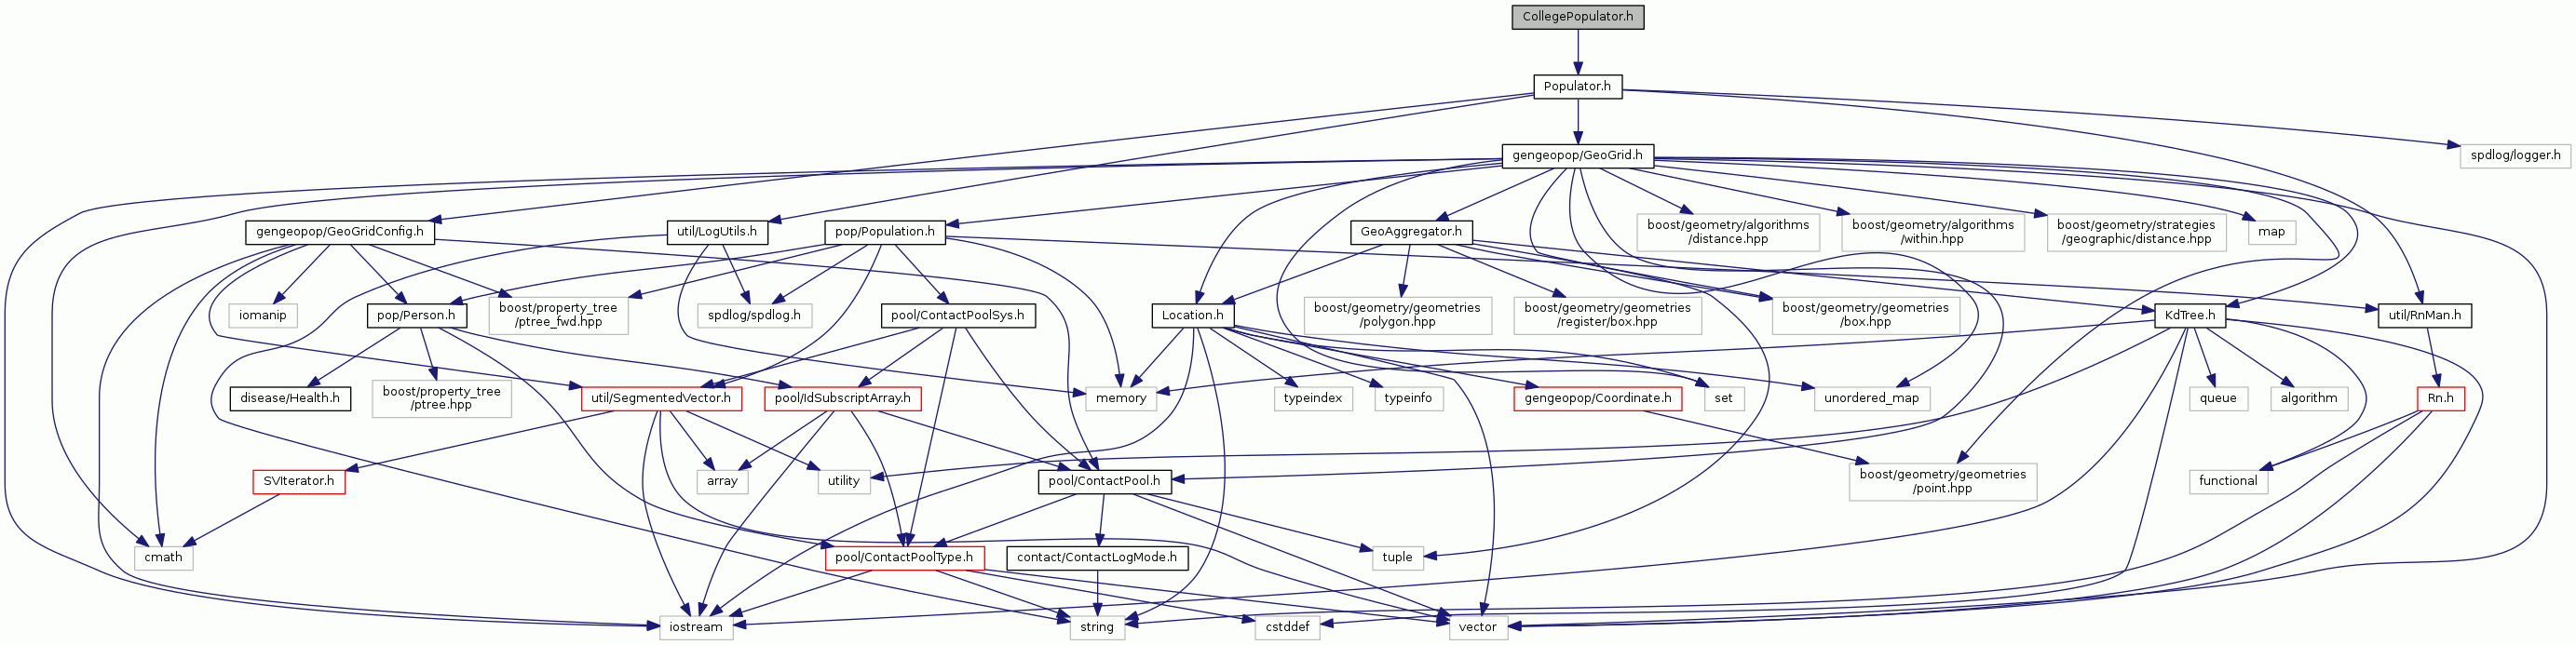 CollegePopulator.h
Populator.h
gengeopop/GeoGrid.h
spdlog/logger.h
gengeopop/GeoGridConfig.h
util/LogUtils.h
pop/Population.h
GeoAggregator.h
boost/geometry/algorithms
/distance.hpp
boost/geometry/algorithms
/within.hpp
boost/geometry/strategies
/geographic/distance.hpp
map
iomanip
pop/Person.h
boost/property_tree
/ptree_fwd.hpp
spdlog/spdlog.h
pool/ContactPoolSys.h
Location.h
boost/geometry/geometries
/polygon.hpp
boost/geometry/geometries
/register/box.hpp
boost/geometry/geometries
/box.hpp
KdTree.h
util/RnMan.h
disease/Health.h
boost/property_tree
/ptree.hpp
util/SegmentedVector.h
pool/IdSubscriptArray.h
memory
typeindex
typeinfo
gengeopop/Coordinate.h
set
unordered_map
queue
algorithm
Rn.h
SVIterator.h
array
utility
pool/ContactPool.h
boost/geometry/geometries
/point.hpp
functional
cmath
pool/ContactPoolType.h
contact/ContactLogMode.h
tuple
iostream
string
cstddef
vector